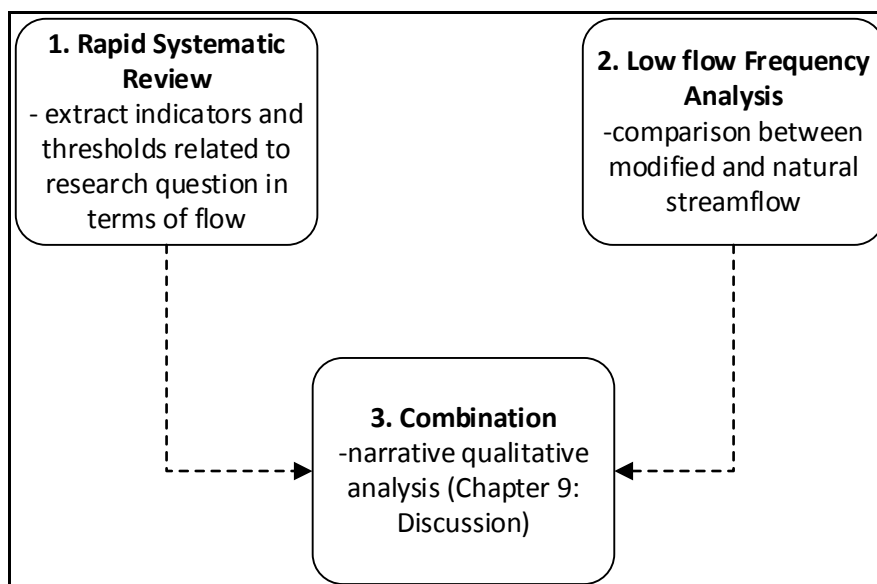 1. Rapid Systematic
Review
- extract indicators and
thresholds related to
research question in
terms of flow
2. Low flow Frequency
Analysis
-comparison between
modified and natural
streamflow
3. Combination
-narrative qualitative
analysis (Chapter 9:
Discussion)